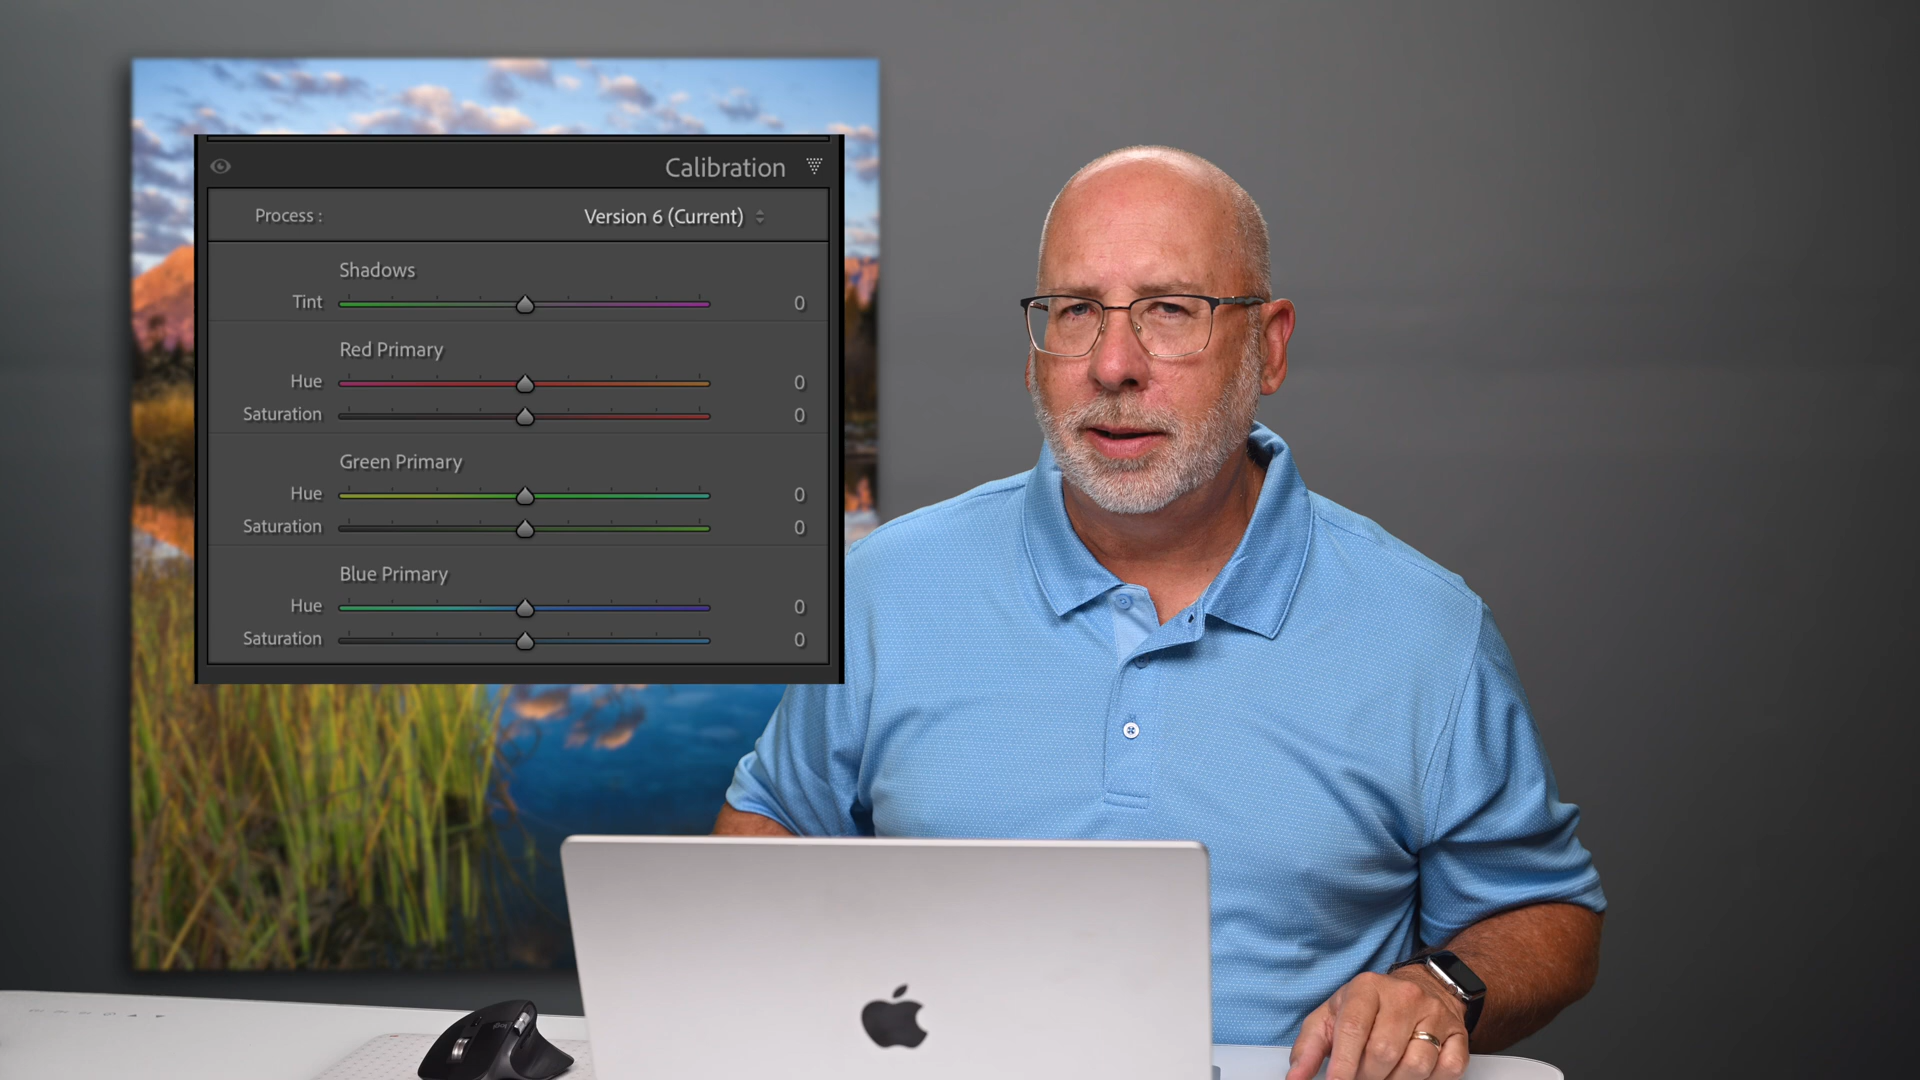 Calibration
Process : Version 6 (Current)
Shadows
Tint 0
Red Primary
Hue 0
Saturation 0
Green Primary
Hue 0
Saturation 0
Blue Primary
Hue 0
Saturation 0